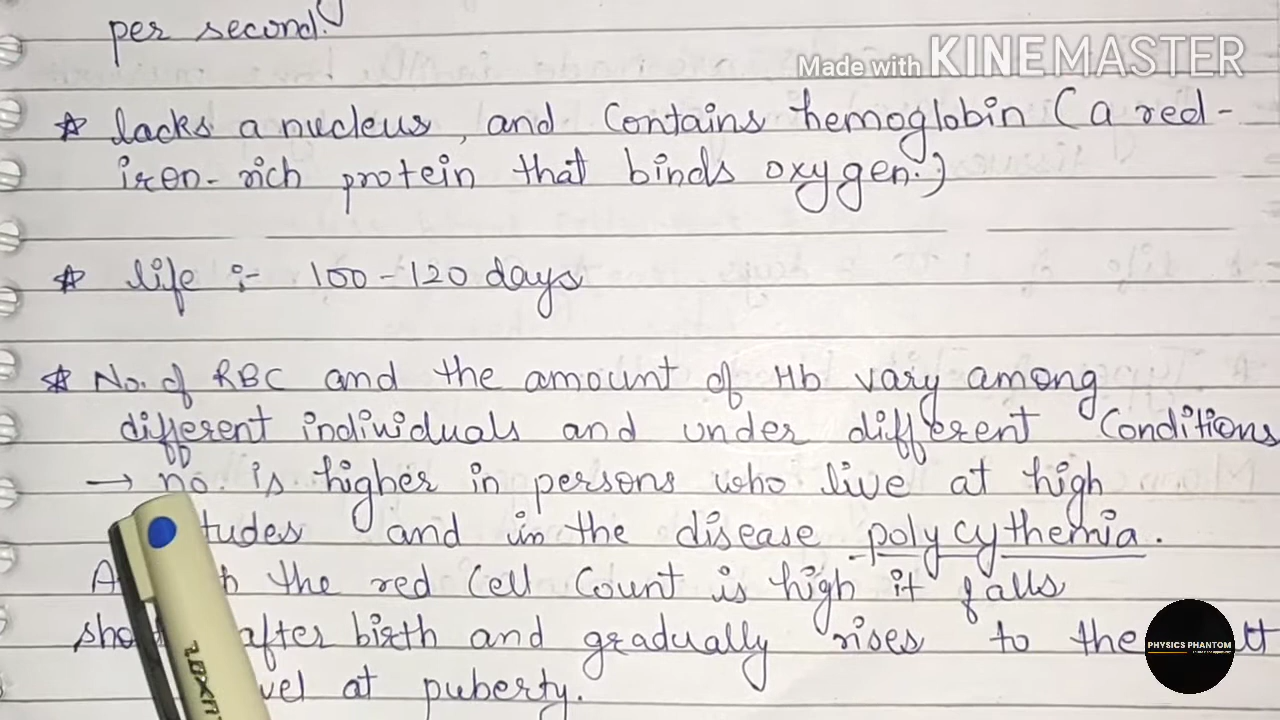 per second.
Made with KINEMASTER
☆ lacks a nucleus, and contains hemoglobin (a red-
iron-rich protein that binds oxygen.)
☆ life :- 100-120 days
☆ No. of RBC and the amount of Hb vary among
different individuals and under different conditions
→ no. is higher in persons who live at high
tudes and in the disease polycythemia.
the red cell count is high it falls
after birth and gradually rises to the
at puberty.
PHYSICS PHANTOM